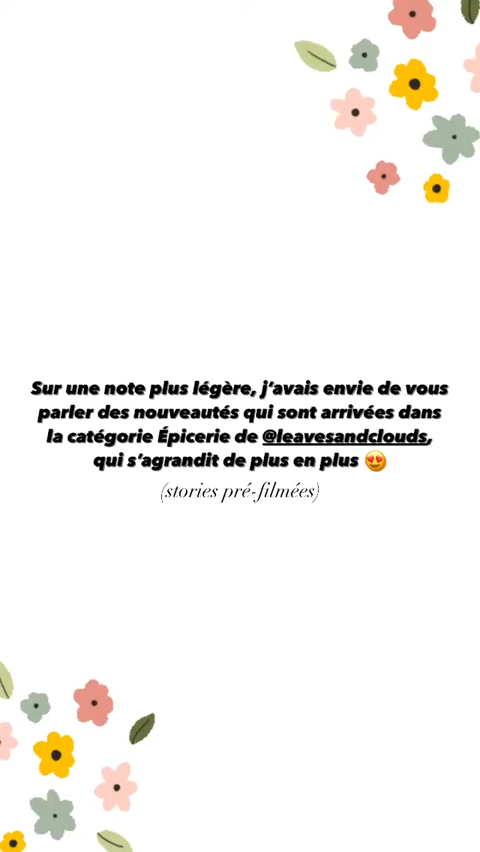 Sur une note plus légère, j'avais envie de vous
parler des nouveautés qui sont arrivées dans
la catégorie Épicerie de @leavesandclouds,
qui s'agrandit de plus en plus 😍
(stories pré-filmées)